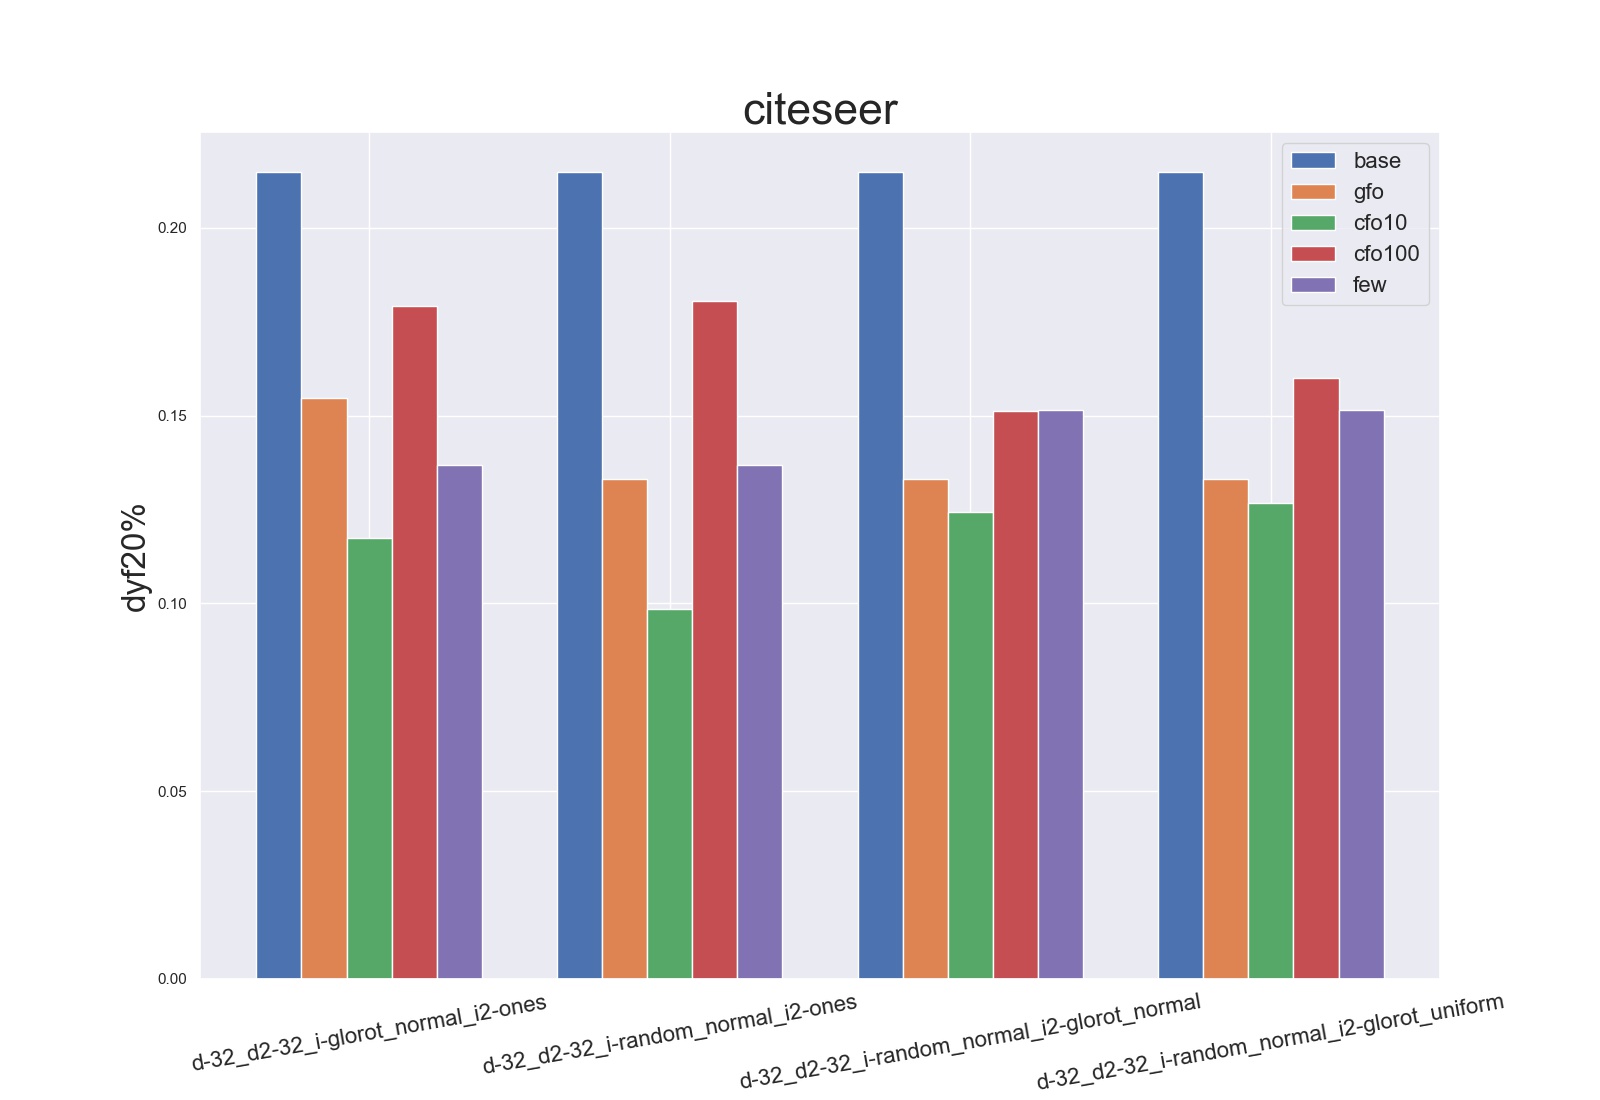 citeseer
base
gfo
cfo10
cfo100
few
dyf20%
0.20
0.15
0.10
0.05
0.00
d-32_d2-32_i-glorot_normal_i2-ones
d-32_d2-32_i-random_normal_i2-ones
d-32_d2-32_i-random_normal_i2-glorot_normal
d-32_d2-32_i-random_normal_i2-glorot_uniform